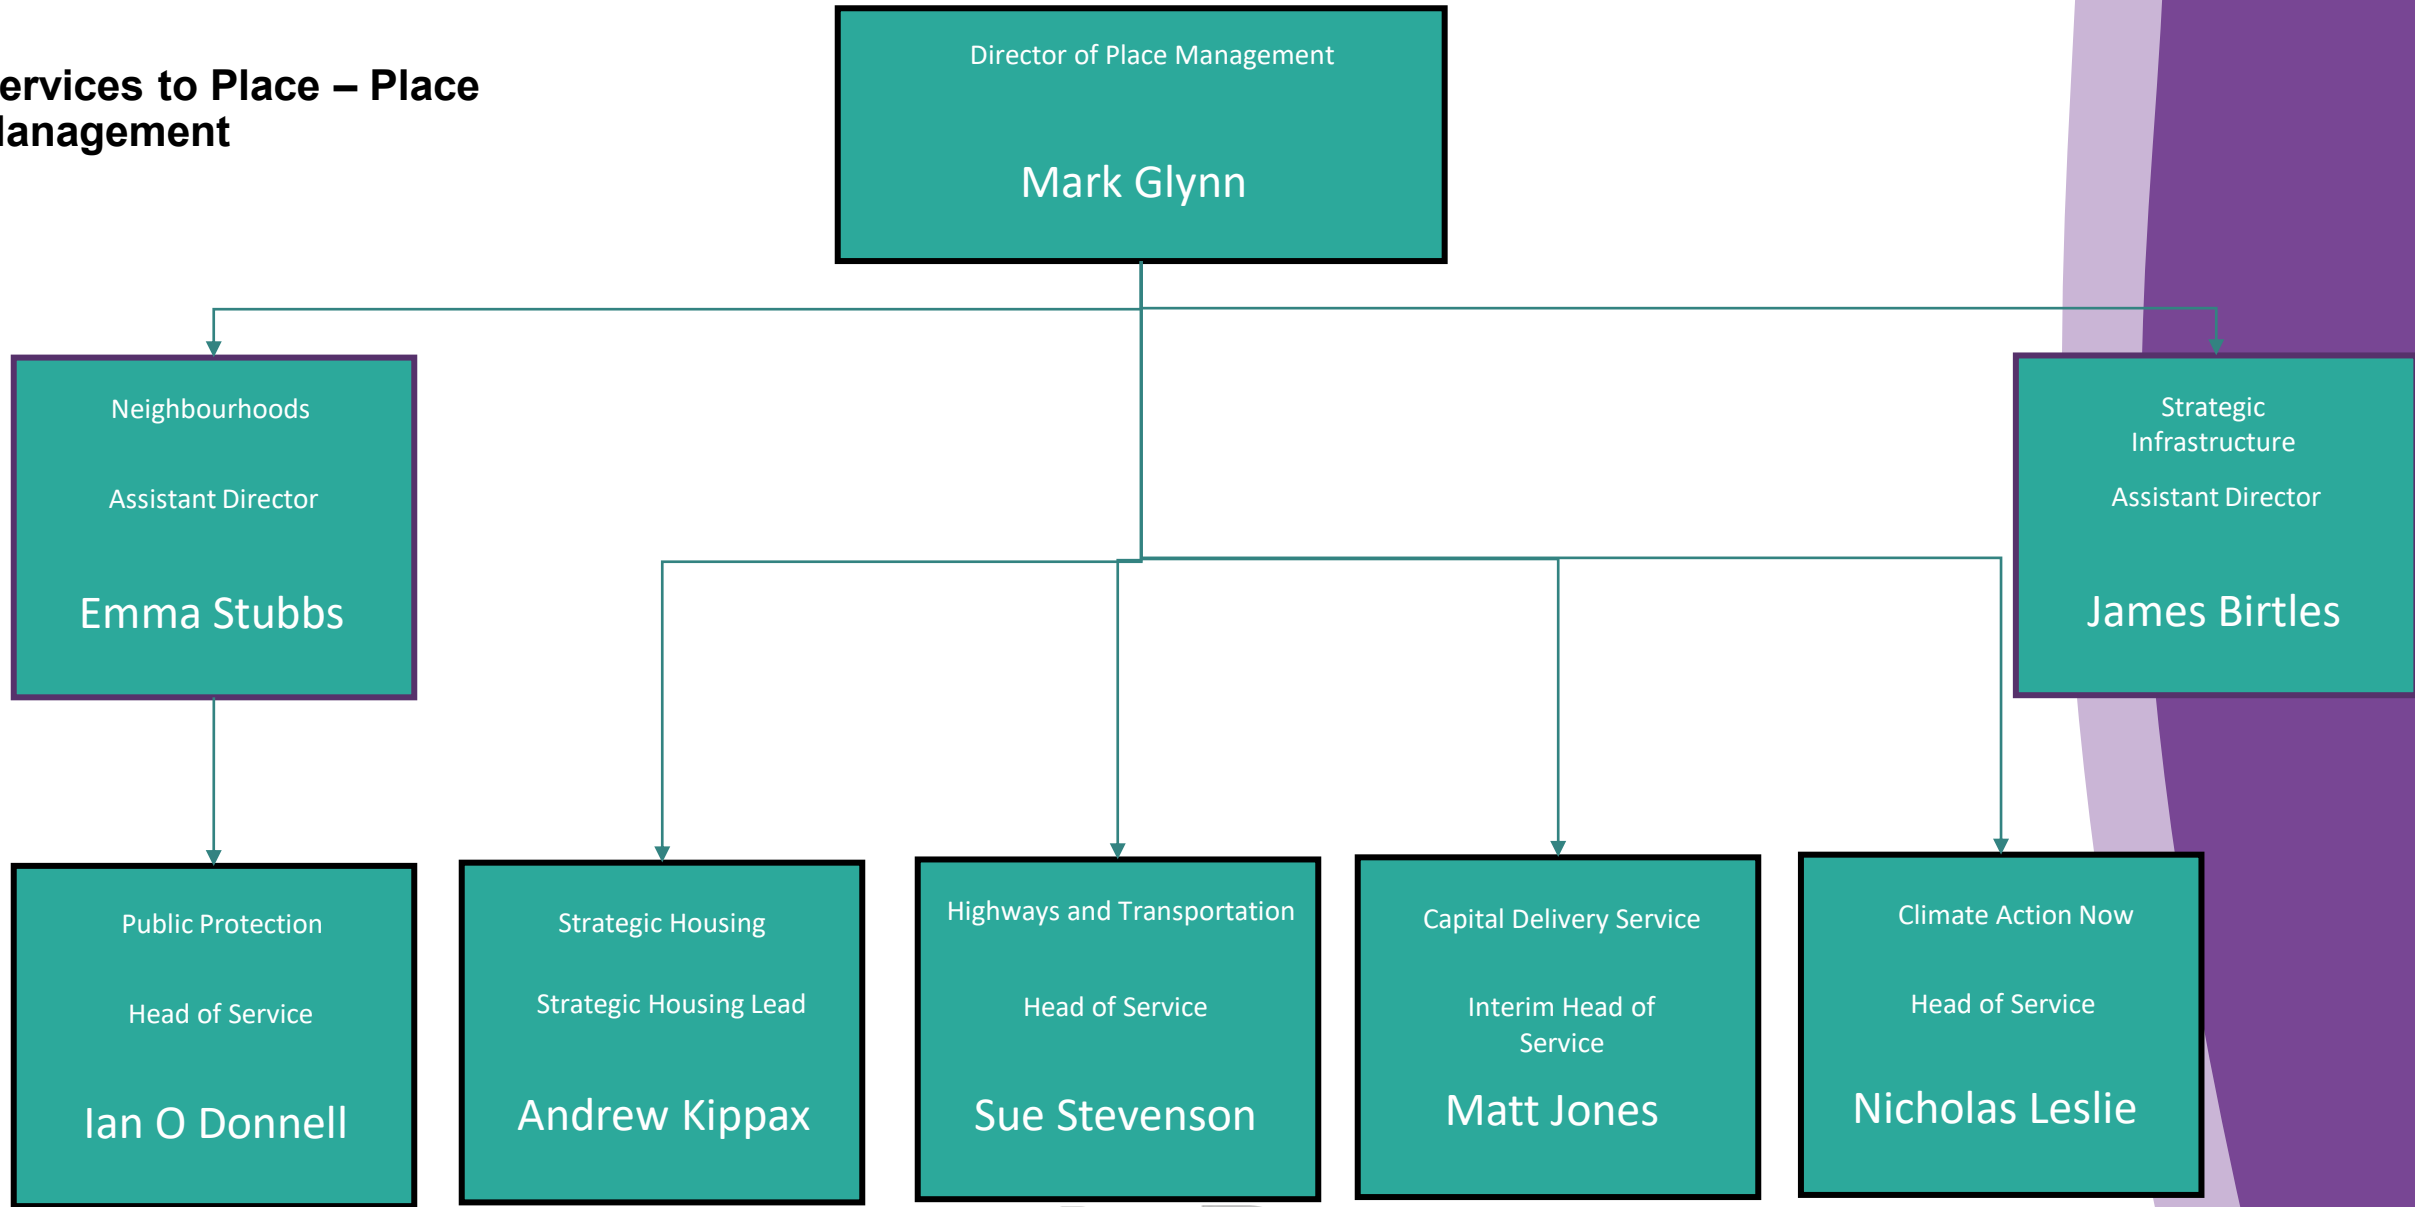 ervices to Place – Place
anagement
Director of Place Management
Mark Glynn
Neighbourhoods
Assistant Director
Emma Stubbs
Strategic
Infrastructure
Assistant Director
James Birtles
Public Protection
Head of Service
Ian O Donnell
Strategic Housing
Strategic Housing Lead
Andrew Kippax
Highways and Transportation
Head of Service
Sue Stevenson
Capital Delivery Service
Interim Head of
Service
Matt Jones
Climate Action Now
Head of Service
Nicholas Leslie